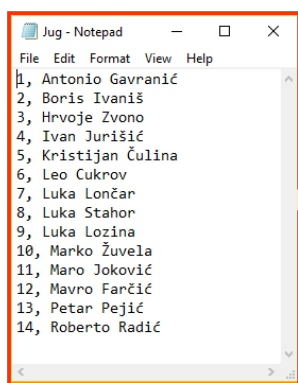 Jug - Notepad
File Edit Format View Help
1, Antonio Gavranić
2, Boris Ivaniš
3, Hrvoje Zvono
4, Ivan Jurišić
5, Kristijan Čulina
6, Leo Cukrov
7, Luka Lončar
8, Luka Stahor
9, Luka Lozina
10, Marko Žuvela
11, Maro Joković
12, Mavro Farčić
13, Petar Pejić
14, Roberto Radić